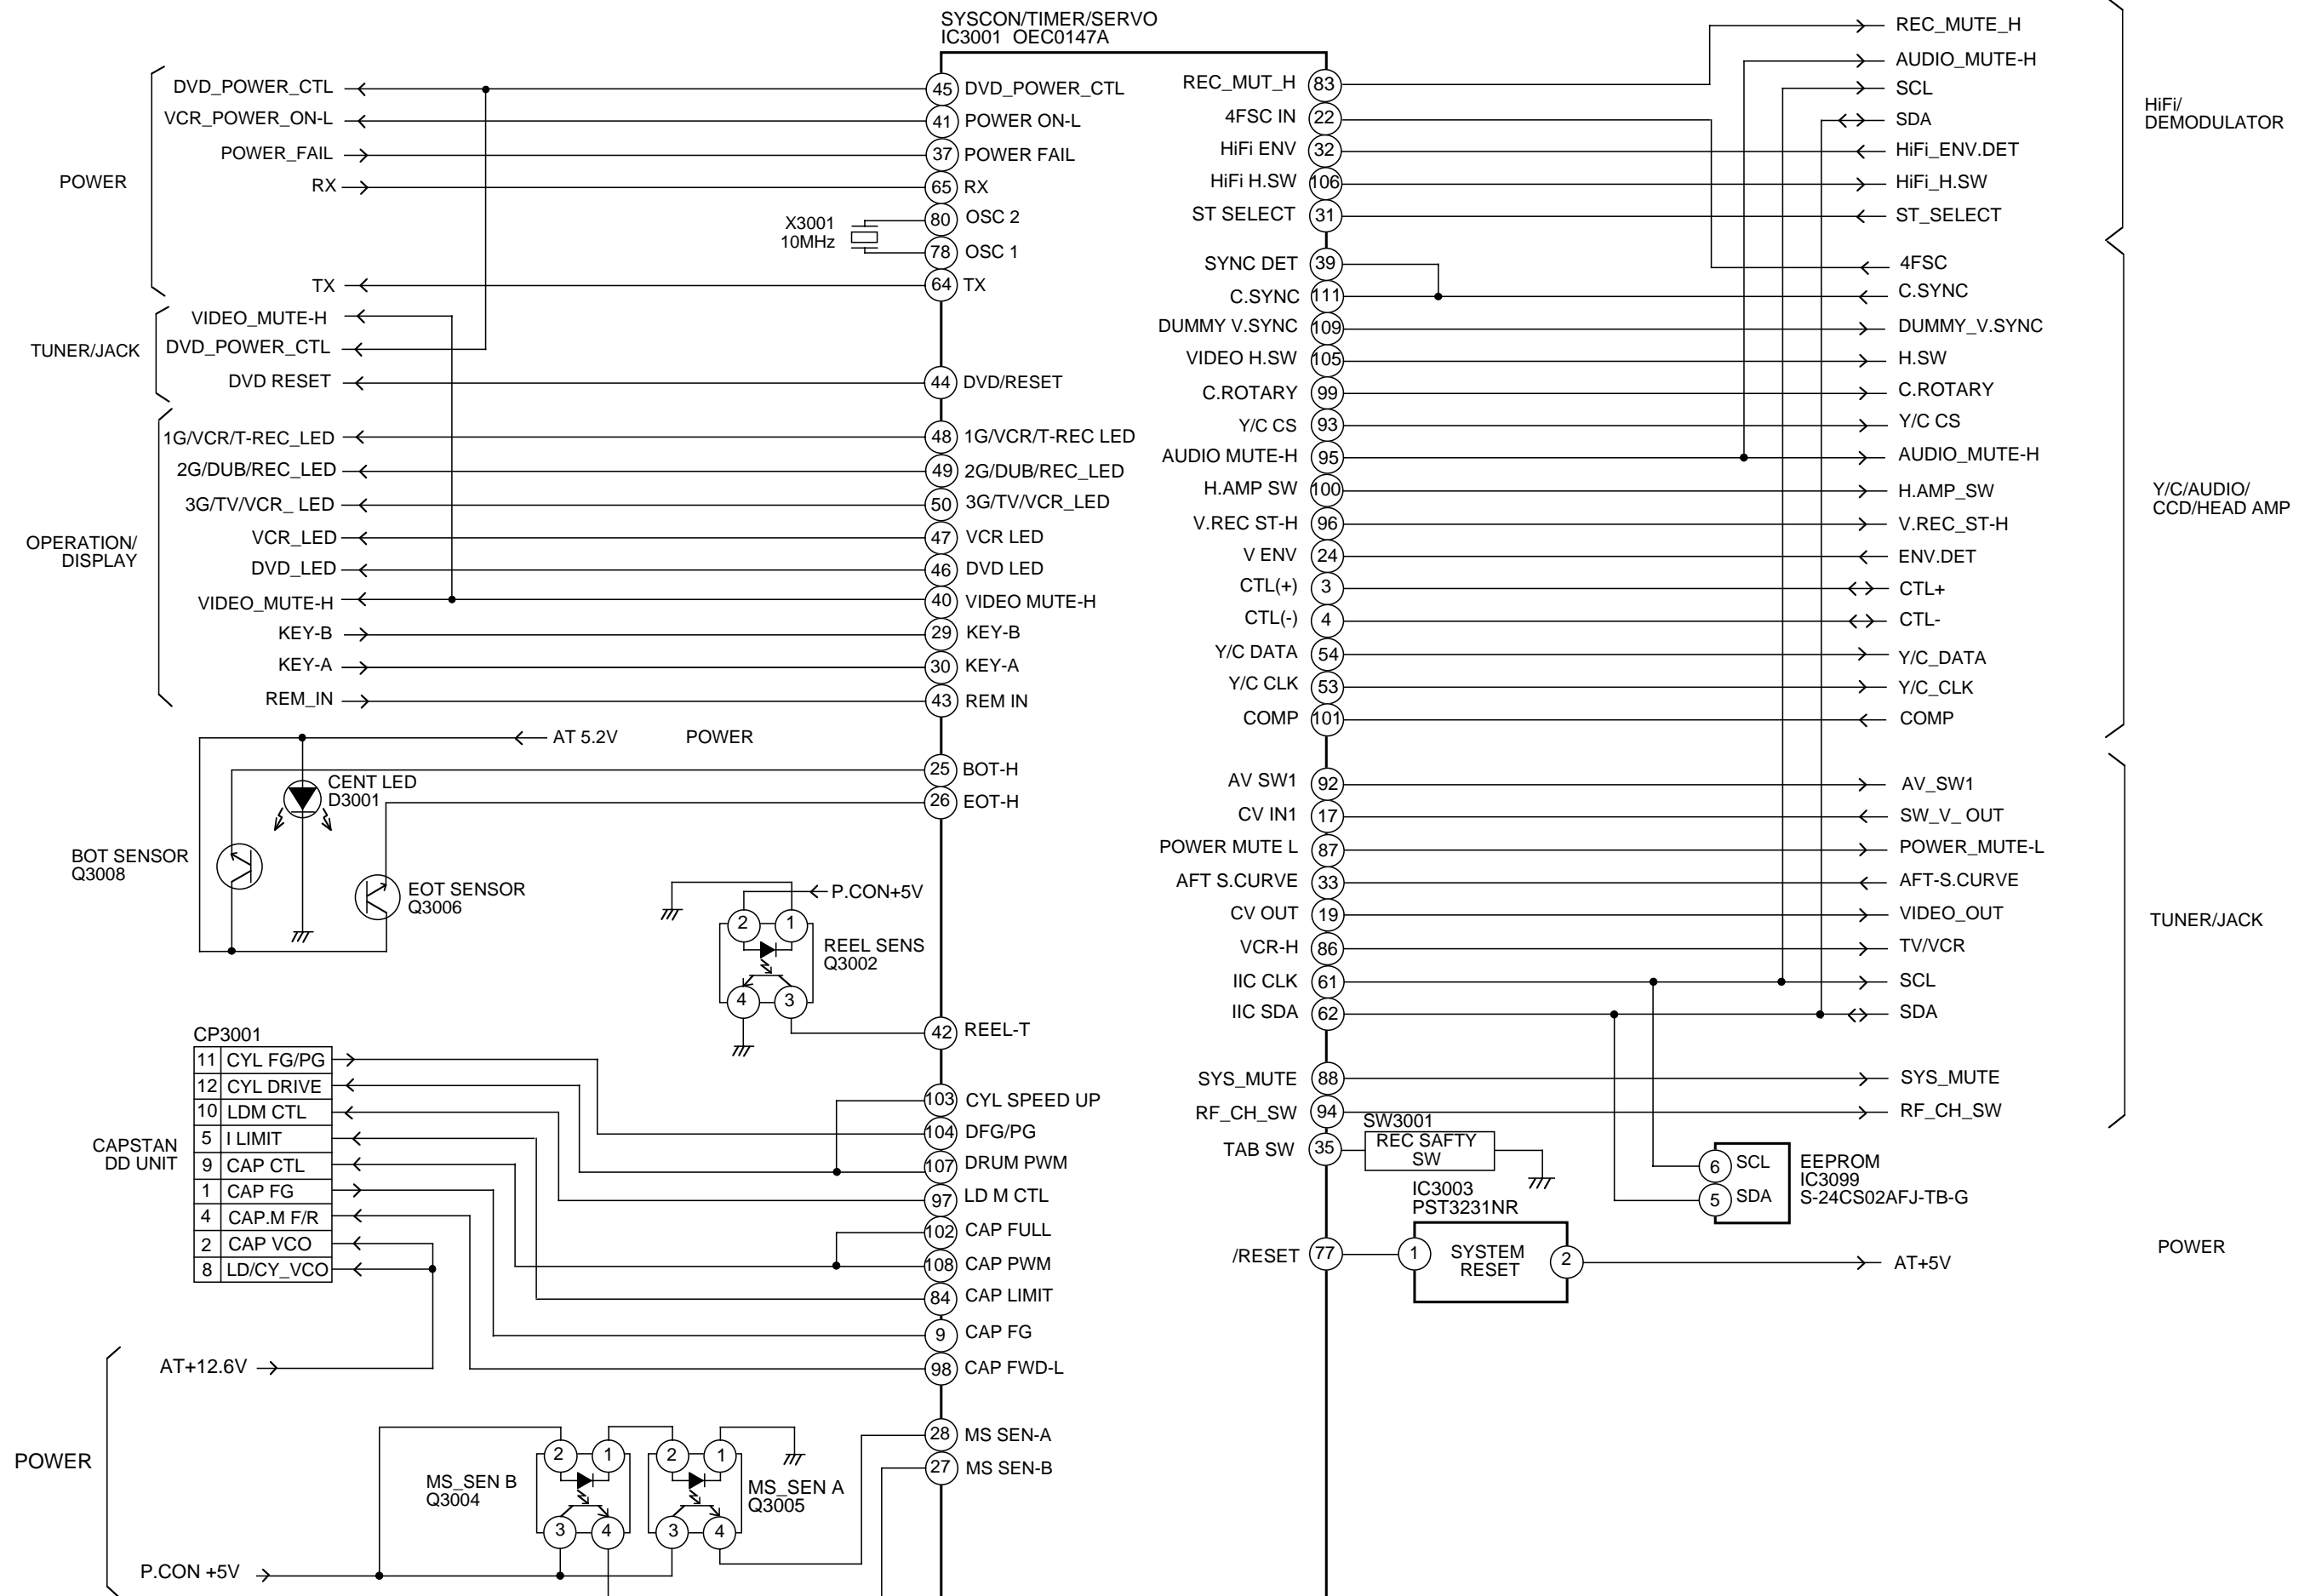 SYSCON/TIMER/SERVO
IC3001 OEC0147A
POWER
DVD_POWER_CTL
VCR_POWER_ON-L
POWER_FAIL
RX
TX
X3001
10MHz
TUNER/JACK
VIDEO_MUTE-H
DVD_POWER_CTL
DVD RESET
OPERATION/
DISPLAY
1G/VCR/T-REC_LED
2G/DUB/REC_LED
3G/TV/VCR_ LED
VCR_LED
DVD_LED
VIDEO_MUTE-H
KEY-B
KEY-A
REM_IN
45 DVD_POWER_CTL
41 POWER ON-L
37 POWER FAIL
65 RX
80 OSC 2
78 OSC 1
64 TX
44 DVD/RESET
48 1G/VCR/T-REC LED
49 2G/DUB/REC_LED
50 3G/TV/VCR_LED
47 VCR LED
46 DVD LED
40 VIDEO MUTE-H
29 KEY-B
30 KEY-A
43 REM IN
AT 5.2V POWER
25 BOT-H
26 EOT-H
CENT LED
D3001
BOT SENSOR
Q3008
EOT SENSOR
Q3006
P.CON+5V
2 1
REEL SENS
Q3002
4 3
42 REEL-T
CP3001
CAPSTAN
DD UNIT
11 CYL FG/PG
12 CYL DRIVE
10 LDM CTL
5 I LIMIT
9 CAP CTL
1 CAP FG
4 CAP.M F/R
2 CAP VCO
8 LD/CY_VCO
103 CYL SPEED UP
104 DFG/PG
107 DRUM PWM
97 LD M CTL
102 CAP FULL
108 CAP PWM
84 CAP LIMIT
9 CAP FG
98 CAP FWD-L
28 MS SEN-A
27 MS SEN-B
POWER
AT+12.6V
P.CON +5V
MS_SEN B
Q3004
2 1
3 4
2 1
3 4
MS_SEN A
Q3005
REC_MUT_H 83
4FSC IN 22
HiFi ENV 32
HiFi H.SW 106
ST SELECT 31
SYNC DET 39
C.SYNC 111
DUMMY V.SYNC 109
VIDEO H.SW 105
C.ROTARY 99
Y/C CS 93
AUDIO MUTE-H 95
H.AMP SW 100
V.REC ST-H 96
V ENV 24
CTL(+) 3
CTL(-) 4
Y/C DATA 54
Y/C CLK 53
COMP 101
AV SW1 92
CV IN1 17
POWER MUTE L 87
AFT S.CURVE 33
CV OUT 19
VCR-H 86
IIC CLK 61
IIC SDA 62
SYS_MUTE 88
RF_CH_SW 94
TAB SW 35
/RESET 77
REC_MUTE_H
AUDIO_MUTE-H
SCL
SDA
HiFi_ENV.DET
HiFi_H.SW
ST_SELECT
HiFi/
DEMODULATOR
4FSC
C.SYNC
DUMMY_V.SYNC
H.SW
C.ROTARY
Y/C CS
AUDIO_MUTE-H
H.AMP_SW
V.REC_ST-H
ENV.DET
CTL+
CTL-
Y/C_DATA
Y/C_CLK
COMP
Y/C/AUDIO/
CCD/HEAD AMP
AV_SW1
SW_V_ OUT
POWER_MUTE-L
AFT-S.CURVE
VIDEO_OUT
TV/VCR
SCL
SDA
SYS_MUTE
RF_CH_SW
TUNER/JACK
SW3001
REC SAFTY
SW
6 SCL
5 SDA
EEPROM
IC3099
S-24CS02AFJ-TB-G
IC3003
PST3231NR
1 SYSTEM
RESET 2
AT+5V
POWER